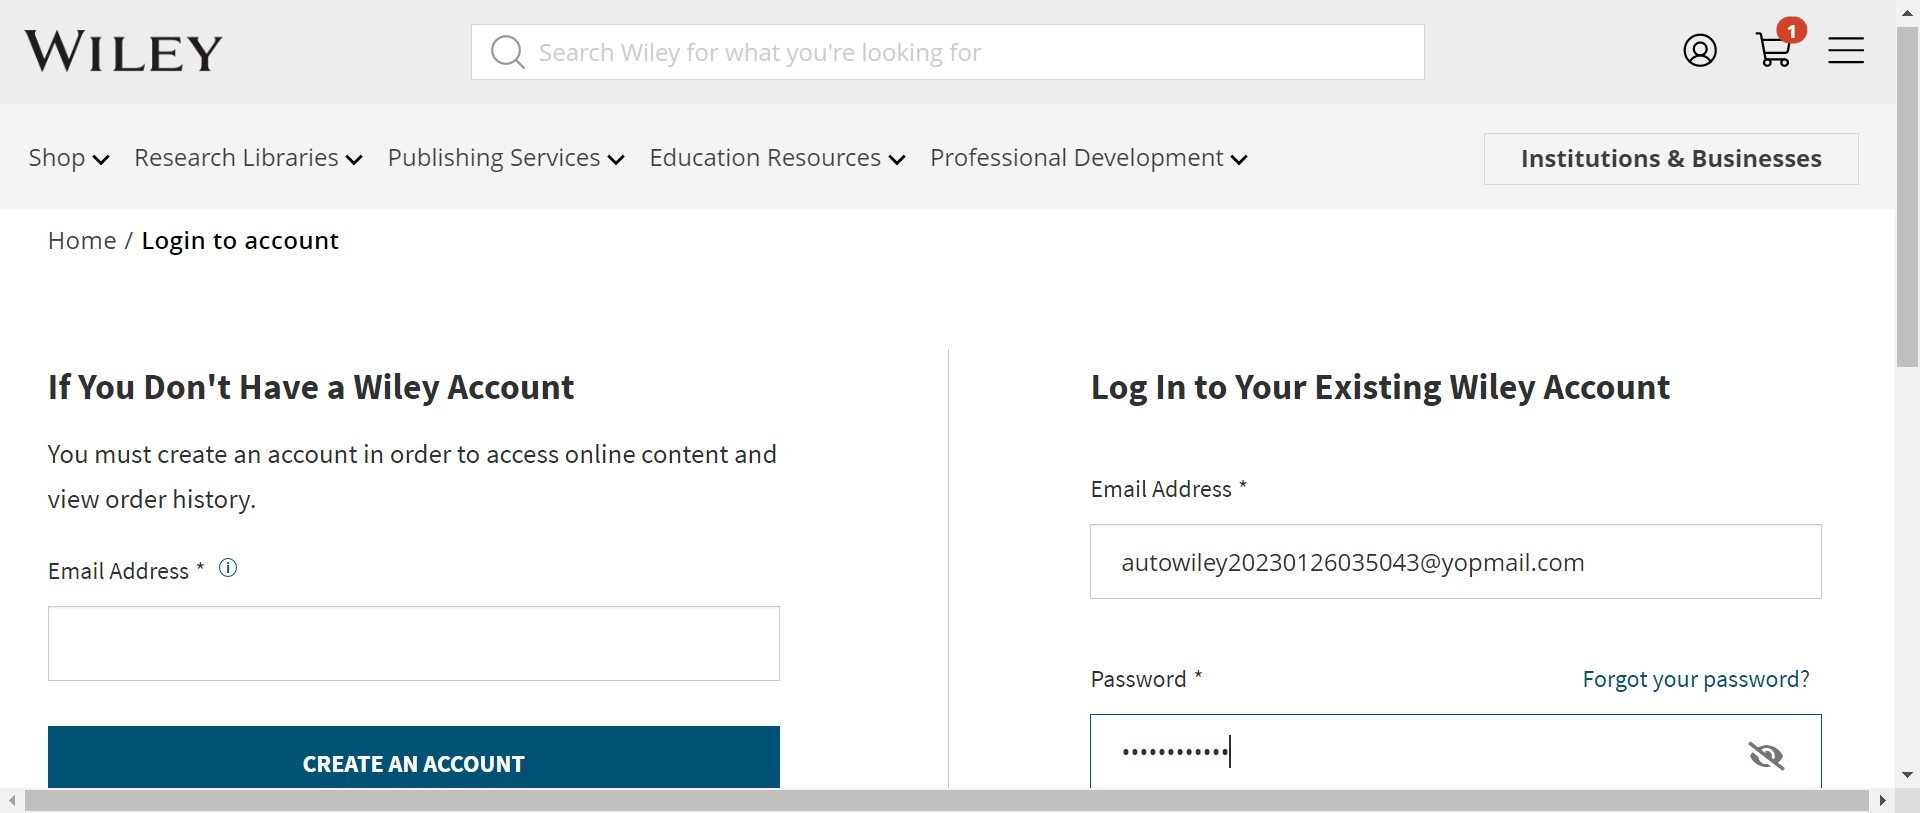 WILEY
Search Wiley for what you're looking for
1
Shop
Research Libraries
Publishing Services
Education Resources
Professional Development
Institutions & Businesses
Home / Login to account
If You Don't Have a Wiley Account
You must create an account in order to access online content and
view order history.
Email Address *
CREATE AN ACCOUNT
Log In to Your Existing Wiley Account
Email Address *
autowiley20230126035043@yopmail.com
Password *
Forgot your password?
••••••••••••